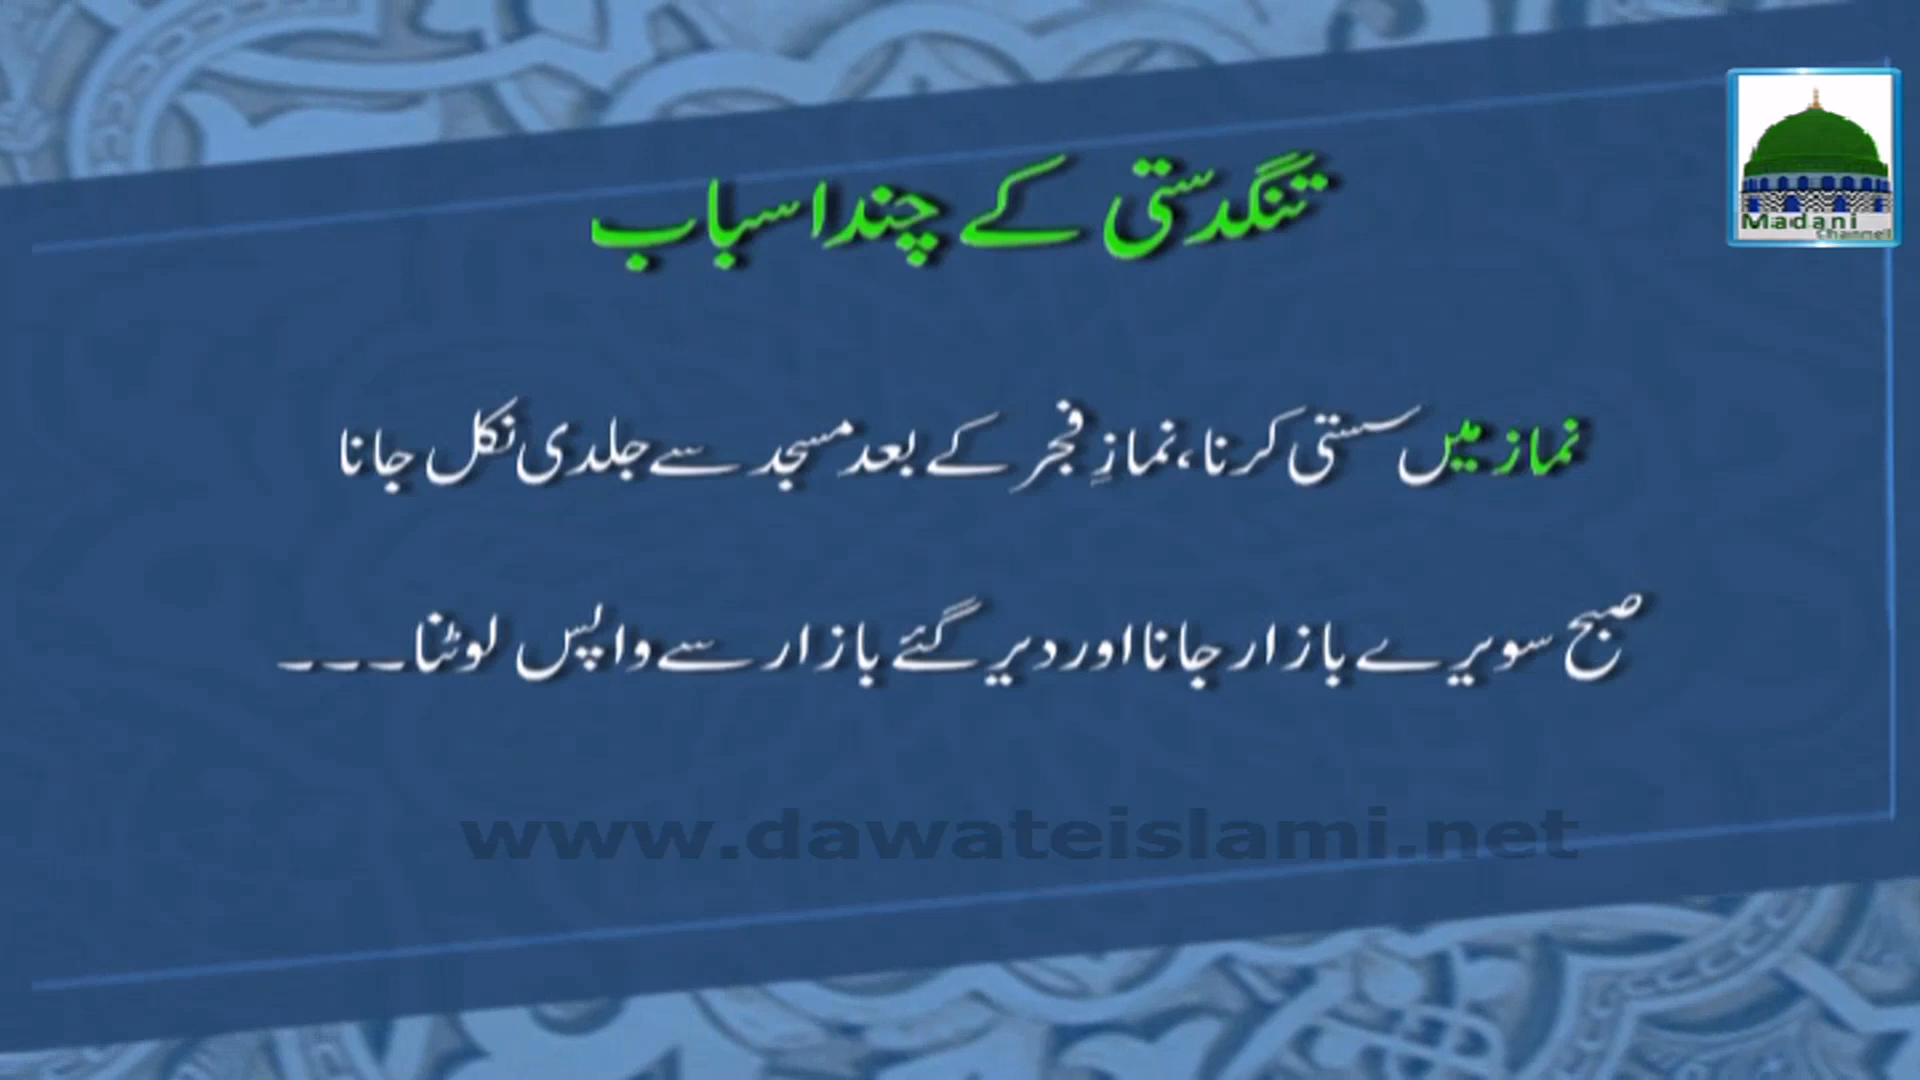 تنگدستی کے چند اسباب
Madani
Channel
نماز میں سستی کرنا، نمازِ فجر کے بعد مسجد سے جلدی نکل جانا
صبح سویرے بازار جانا اور دیر گئے بازار سے واپس لوٹنا۔۔۔
www.dawateislami.net